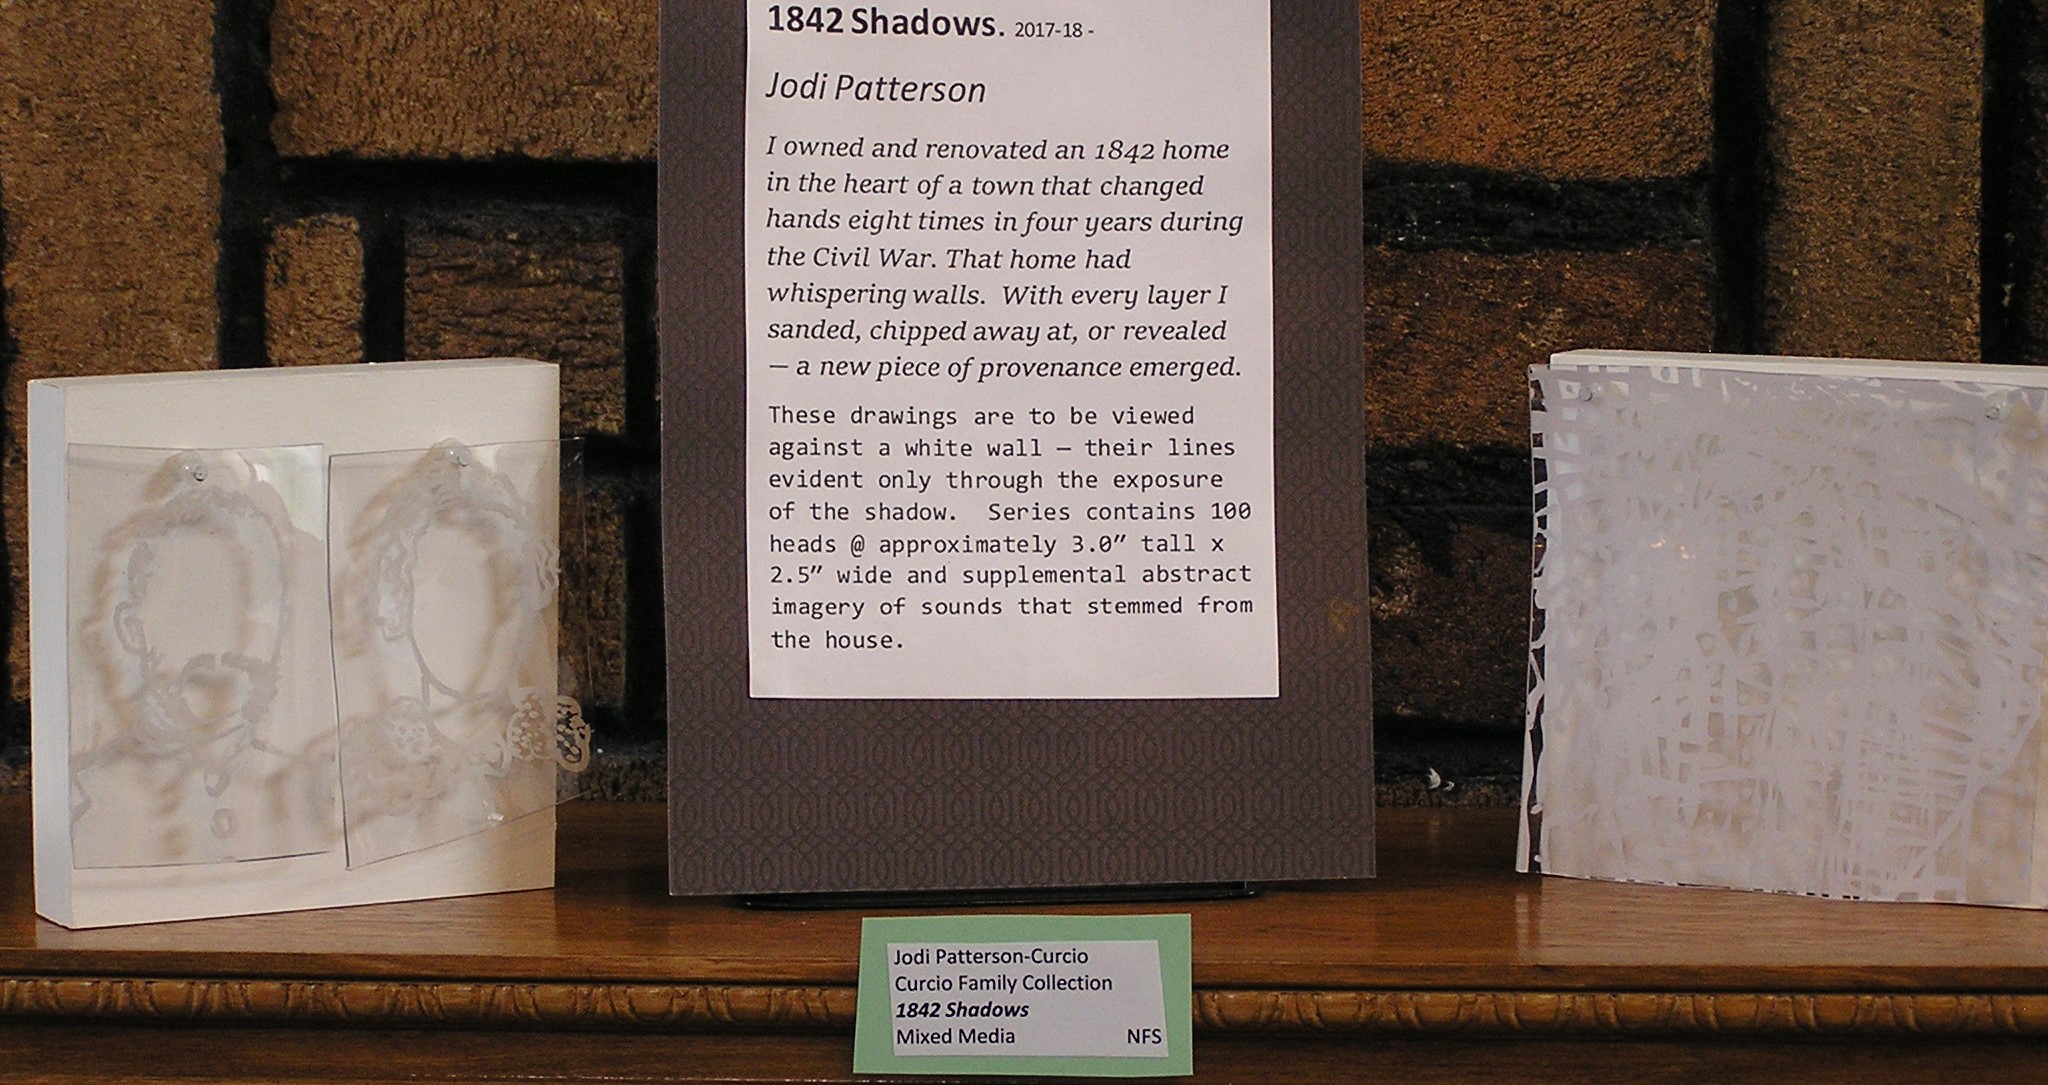 1842 Shadows. 2017-18 -
Jodi Patterson
I owned and renovated an 1842 home
in the heart of a town that changed
hands eight times in four years during
the Civil War. That home had
whispering walls.  With every layer I
sanded, chipped away at, or revealed
— a new piece of provenance emerged.
These drawings are to be viewed
against a white wall – their lines
evident only through the exposure
of the shadow.  Series contains 100
heads @ approximately 3.0” tall x
2.5” wide and supplemental abstract
imagery of sounds that stemmed from
the house.
Jodi Patterson-Curcio
Curcio Family Collection
1842 Shadows
Mixed Media NFS